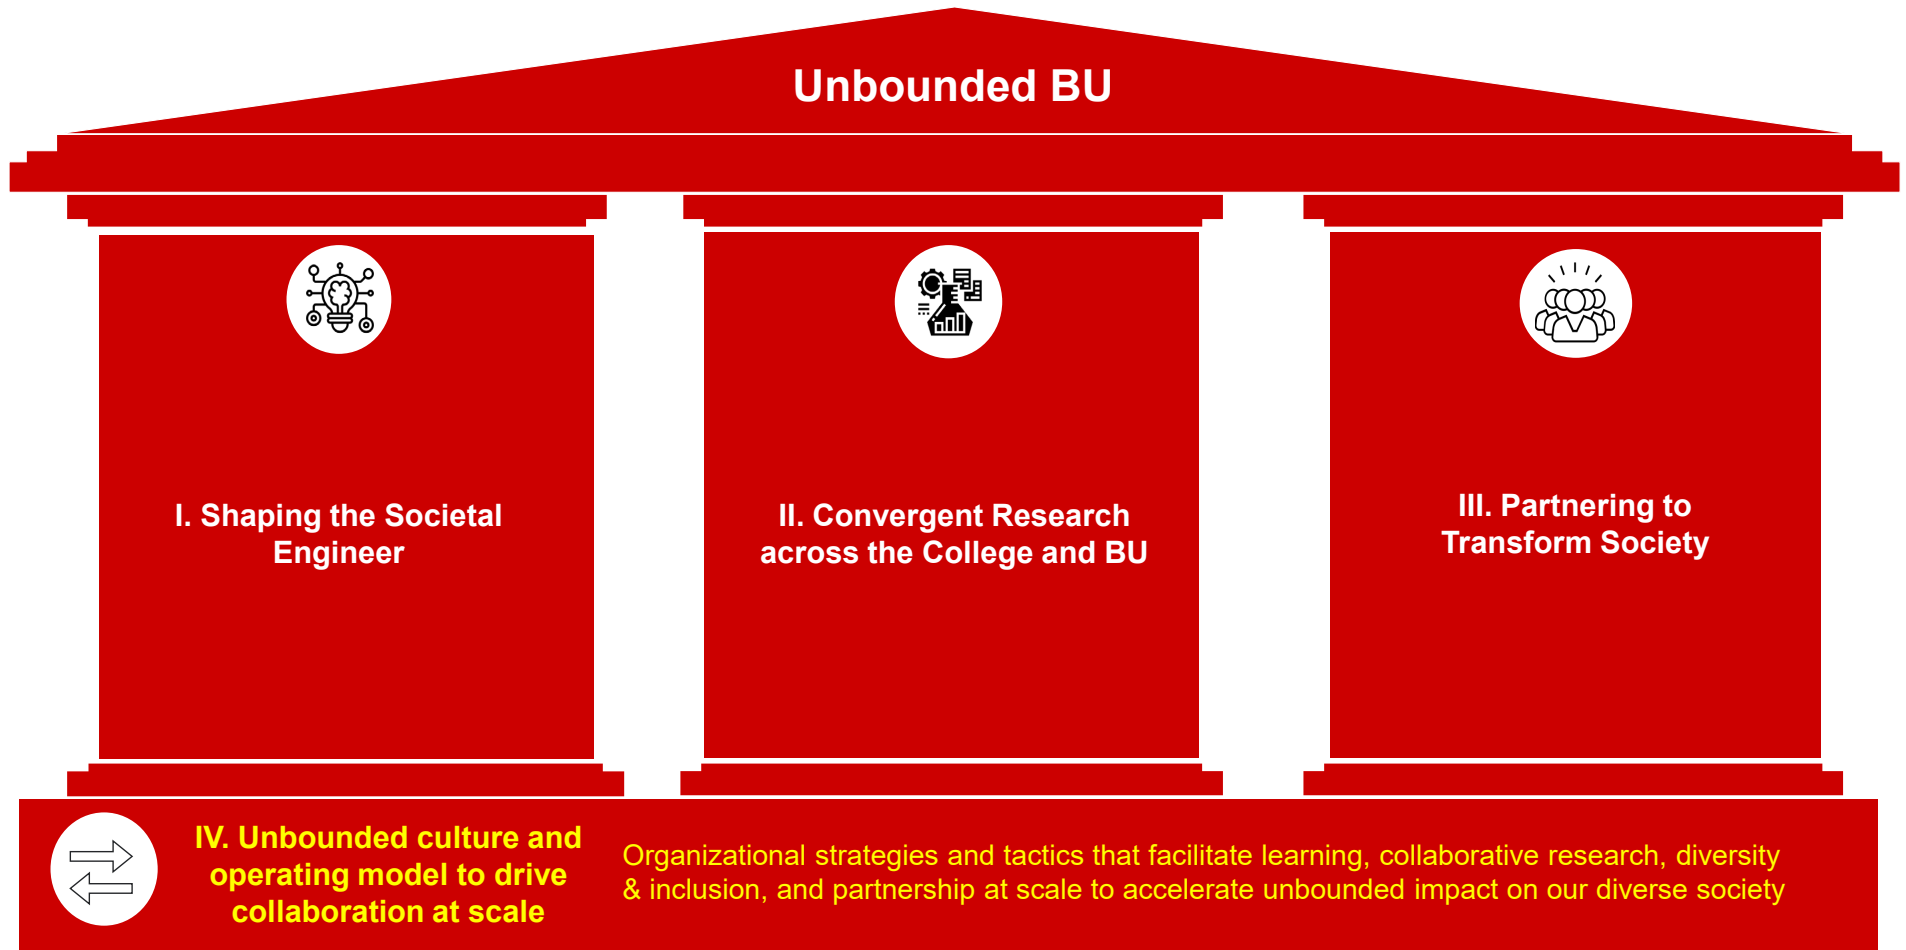 Unbounded BU
I. Shaping the Societal
Engineer
II. Convergent Research
across the College and BU
III. Partnering to
Transform Society
IV. Unbounded culture and
operating model to drive
collaboration at scale
Organizational strategies and tactics that facilitate learning, collaborative research, diversity
& inclusion, and partnership at scale to accelerate unbounded impact on our diverse society